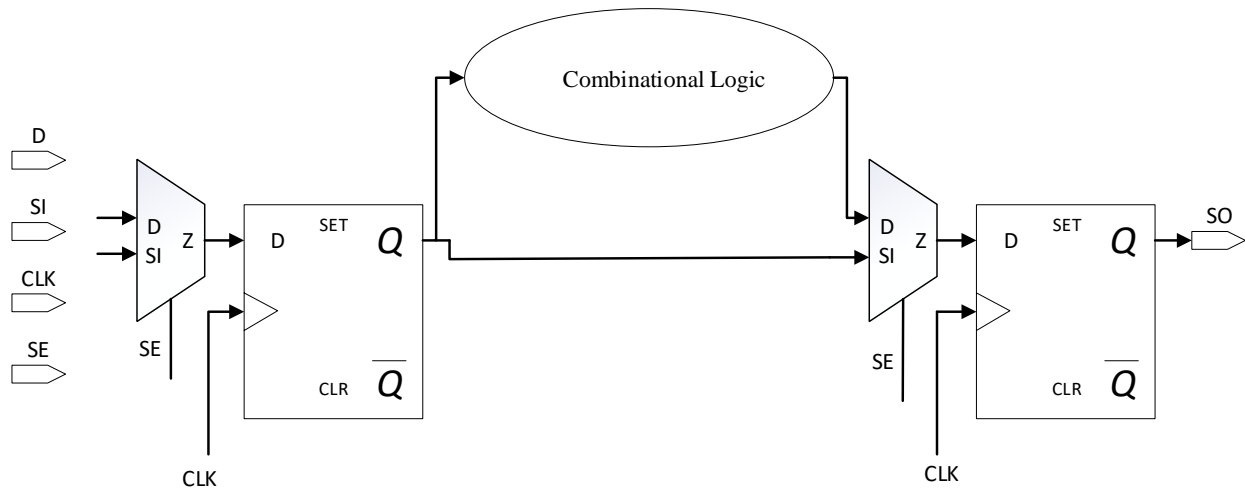 Combinational Logic
D
SI
CLK
SE
D
SI
Z
SE
D
SET
Q
CLR
Q̅
CLK
D
SI
Z
SE
D
SET
Q
CLR
Q̅
CLK
SO